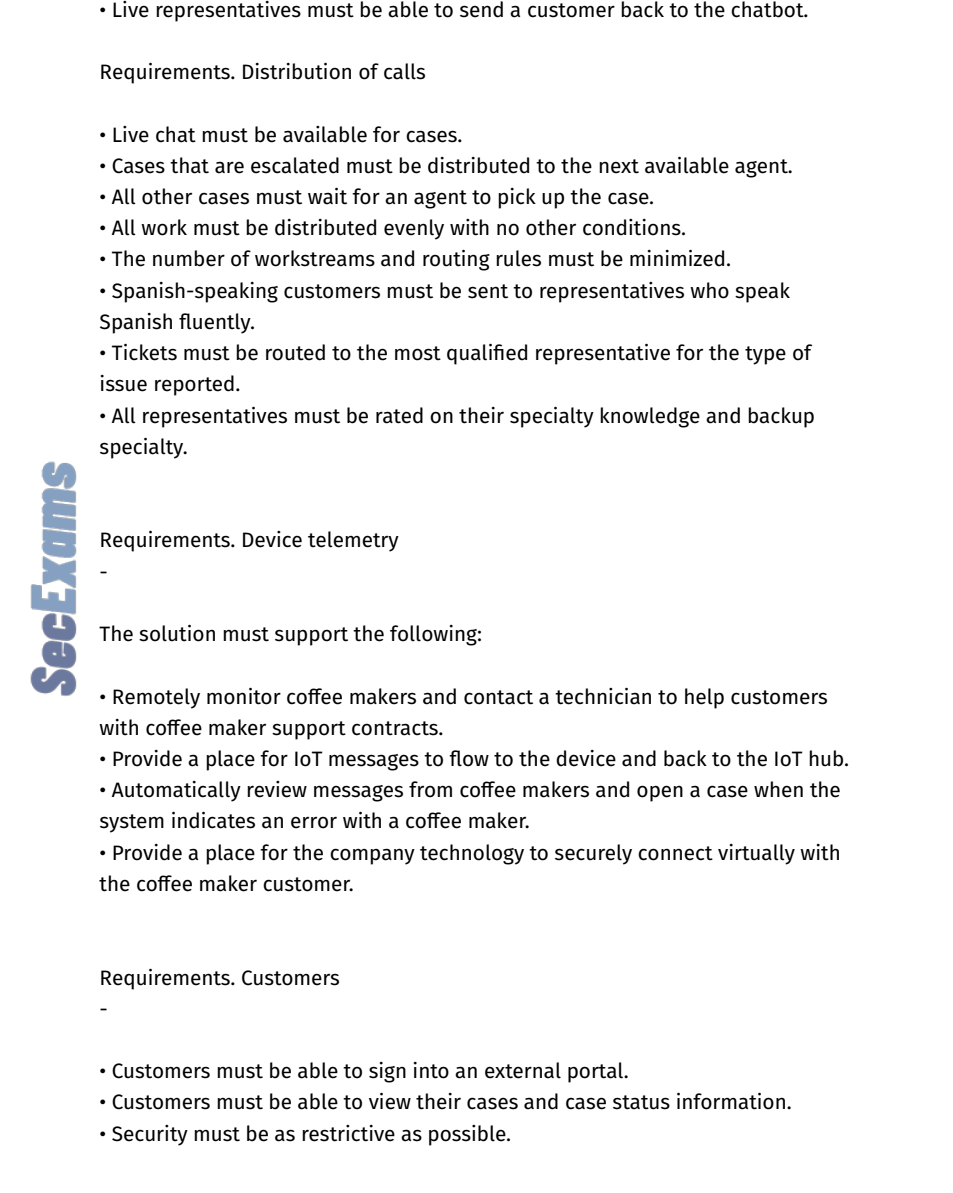 • Live representatives must be able to send a customer back to the chatbot.
Requirements. Distribution of calls
• Live chat must be available for cases.
• Cases that are escalated must be distributed to the next available agent.
• All other cases must wait for an agent to pick up the case.
• All work must be distributed evenly with no other conditions.
• The number of workstreams and routing rules must be minimized.
• Spanish-speaking customers must be sent to representatives who speak
Spanish fluently.
• Tickets must be routed to the most qualified representative for the type of
issue reported.
• All representatives must be rated on their specialty knowledge and backup
specialty.
SecExams
Requirements. Device telemetry
-
The solution must support the following:
• Remotely monitor coffee makers and contact a technician to help customers
with coffee maker support contracts.
• Provide a place for IoT messages to flow to the device and back to the IoT hub.
• Automatically review messages from coffee makers and open a case when the
system indicates an error with a coffee maker.
• Provide a place for the company technology to securely connect virtually with
the coffee maker customer.
Requirements. Customers
-
• Customers must be able to sign into an external portal.
• Customers must be able to view their cases and case status information.
• Security must be as restrictive as possible.